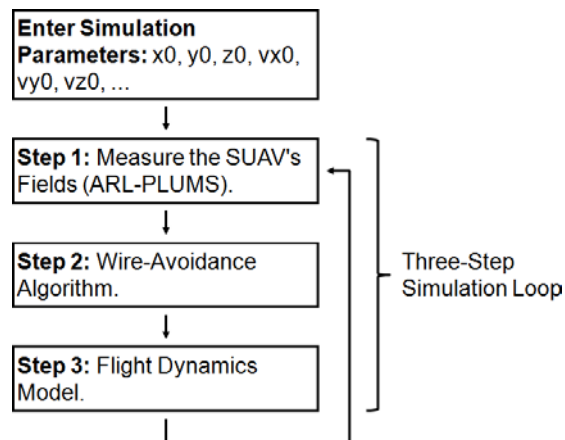 Enter Simulation
Parameters: x0, y0, z0, vx0,
vy0, vz0, ...
Step 1: Measure the SUAV's
Fields (ARL-PLUMS).
Step 2: Wire-Avoidance
Algorithm.
Step 3: Flight Dynamics
Model.
Three-Step
Simulation Loop